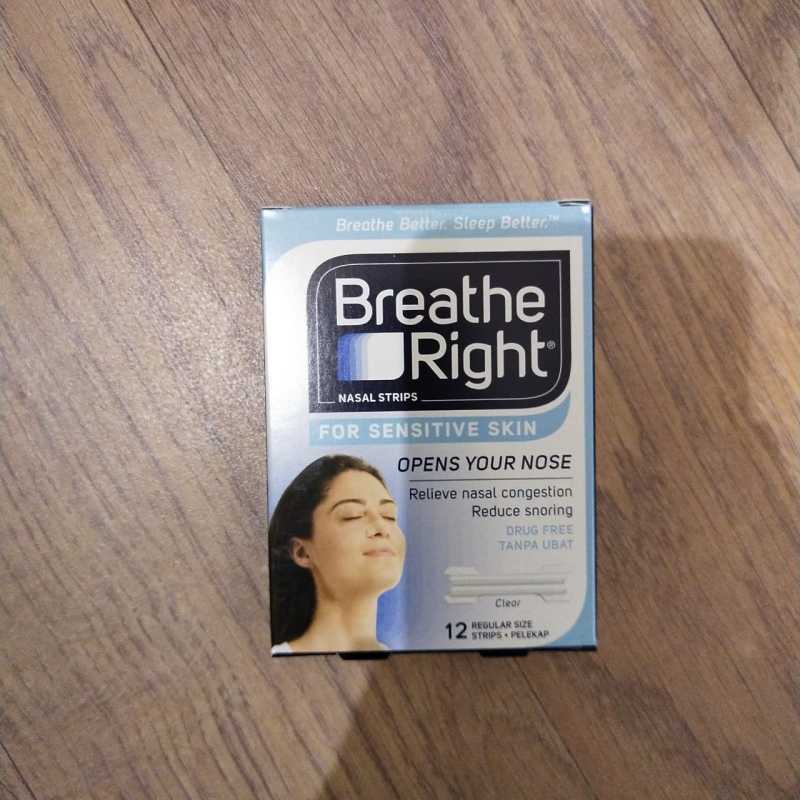 Breathe Better. Sleep Better.™
Breathe
Right®
NASAL STRIPS
FOR SENSITIVE SKIN
OPENS YOUR NOSE
Relieve nasal congestion
Reduce snoring
DRUG FREE
TANPA UBAT
Clear
12 REGULAR SIZE
STRIPS • PELEKAP